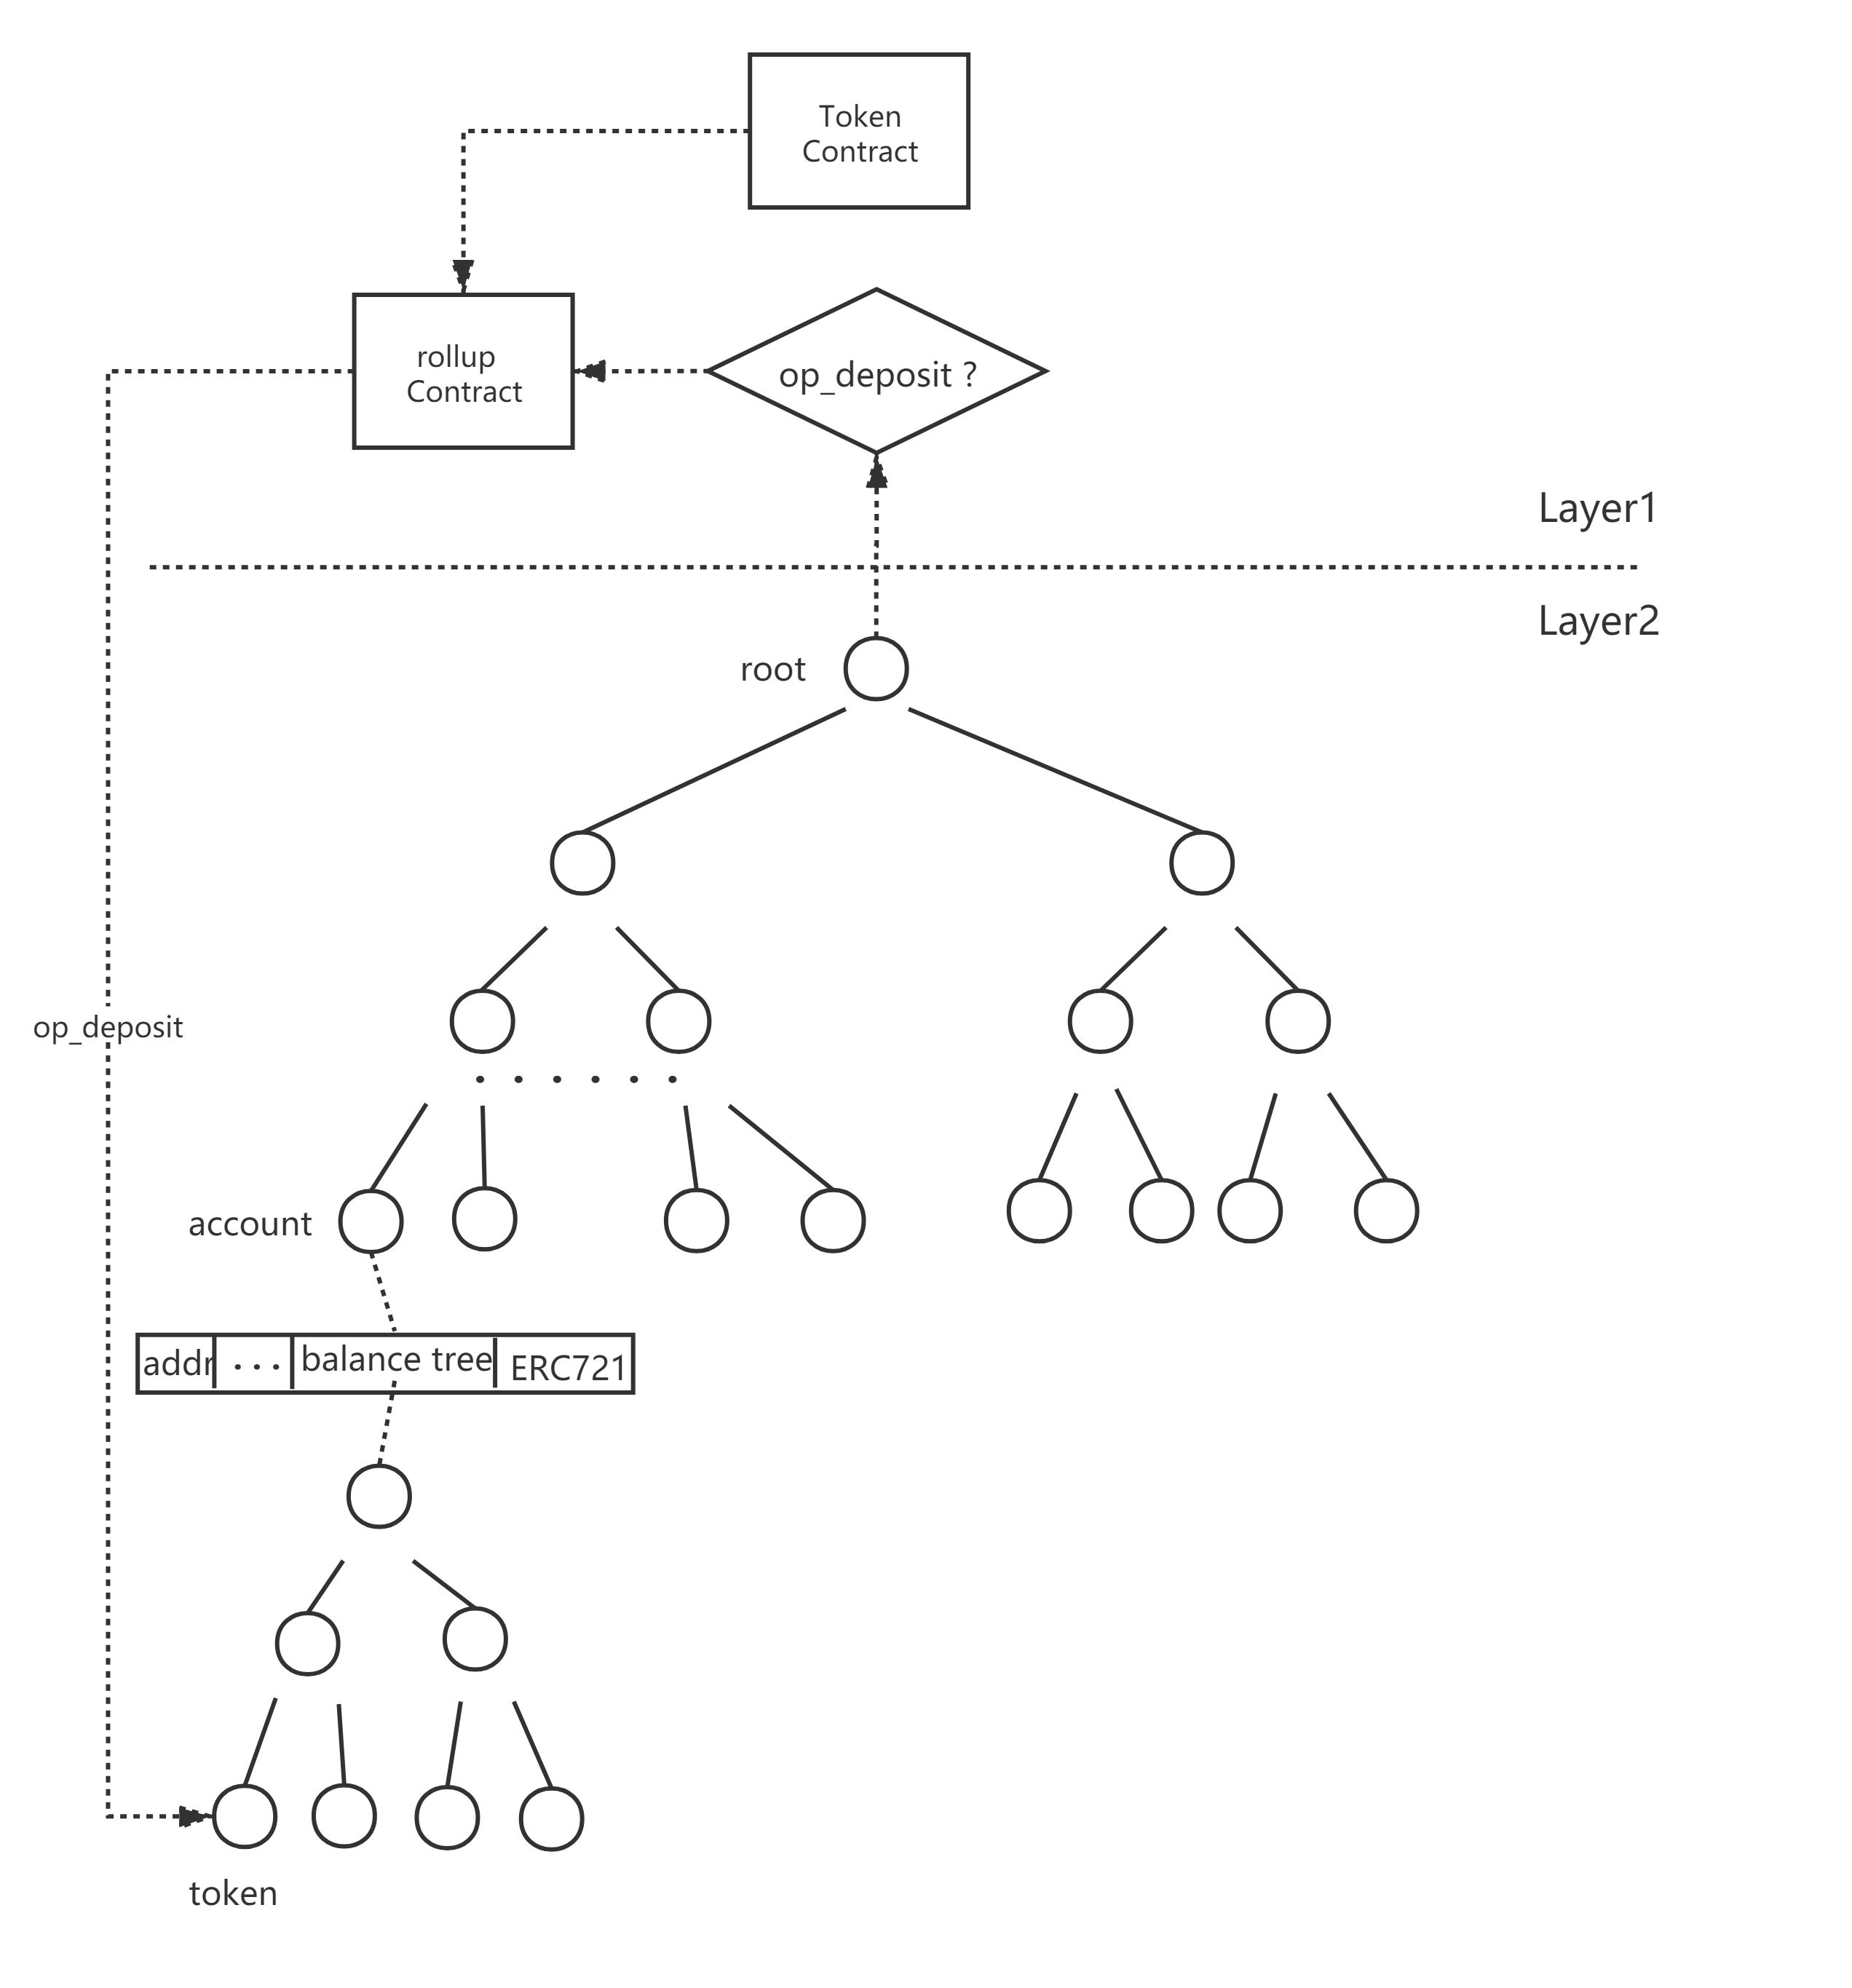 Token
Contract
rollup
Contract
op_deposit ?
Layer1
Layer2
root
op_deposit
account
addr
...
balance tree
ERC721
token